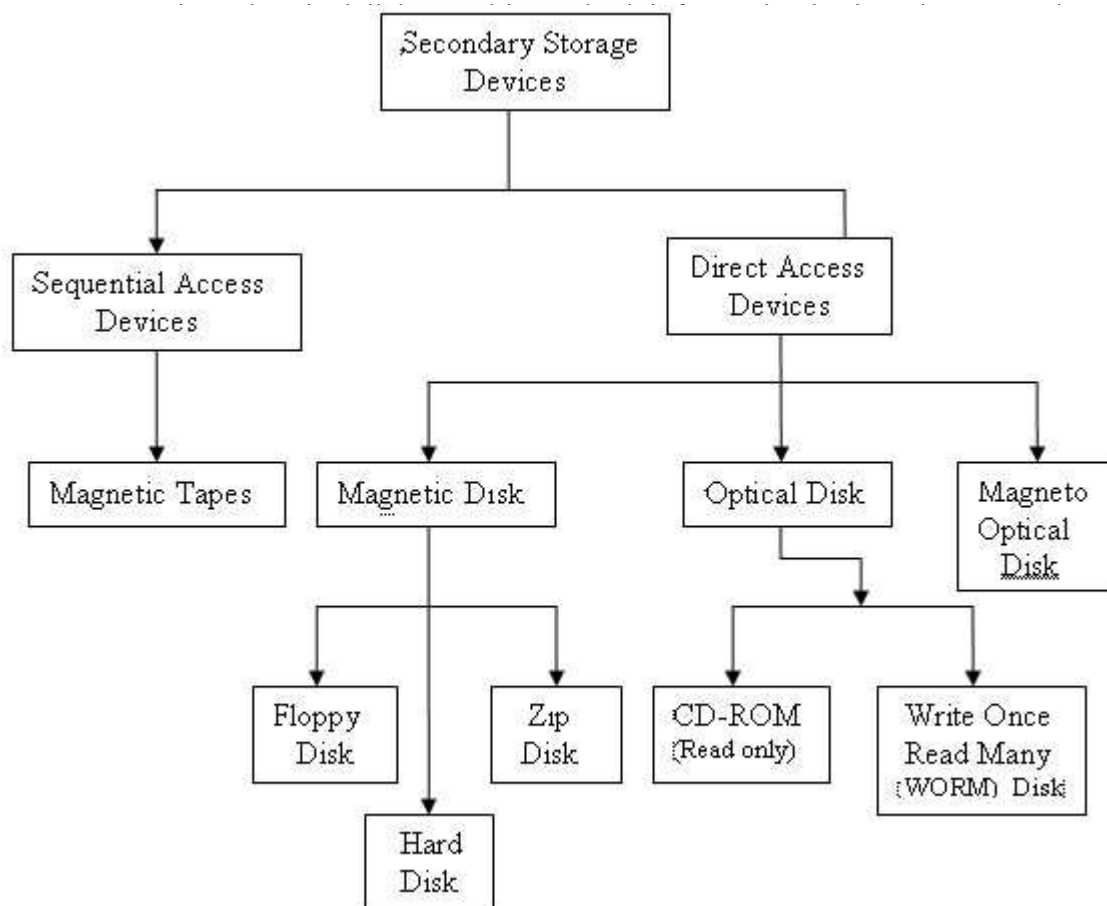 Secondary Storage
Devices
Sequential Access
Devices
Direct Access
Devices
Magnetic Tapes
Magnetic Disk
Optical Disk
Magneto
Optical
Disk
Floppy
Disk
Zip
Disk
CD-ROM
(Read only)
Write Once
Read Many
(WORM) Disk
Hard
Disk